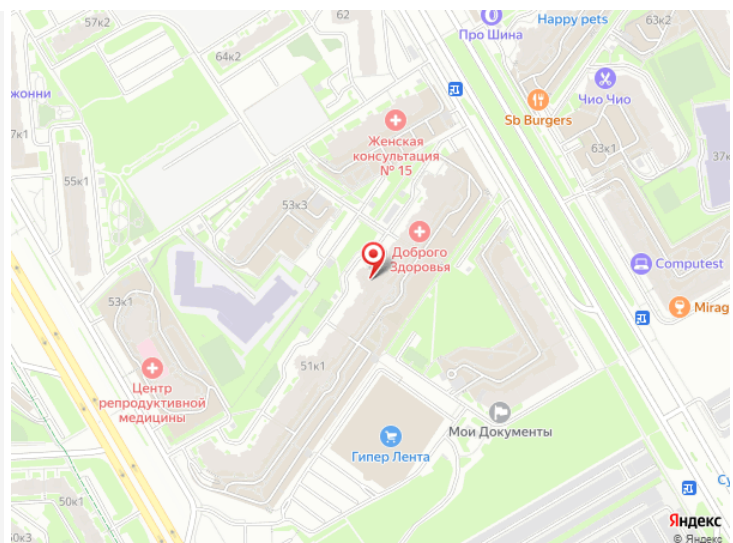 57к2
62
Про Шина
Happy pets
63к2
64к2
жонни
Чио Чио
Sb Burgers
Женская
консультация
№ 15
7к1
63к1
37к
55к1
53к3
Доброго
Здоровья
Computest
53к1
Mirag
51к1
Центр
репродуктивной
медицины
Мои Документы
Гипер Лента
Су
50к1
50к3
Яндекс
© Яндекс